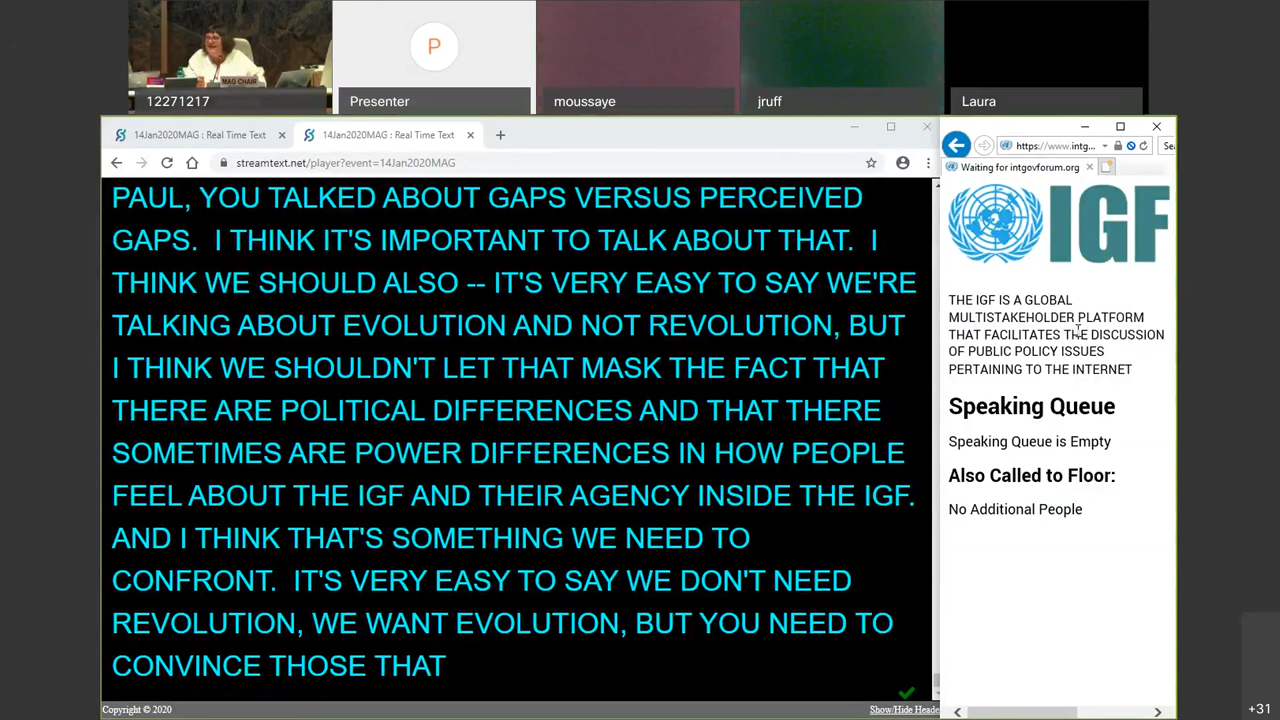 P
MAG CHAIR
12271217
Presenter
moussaye
jruff
Laura
14Jan2020MAG : Real Time Text
14Jan2020MAG : Real Time Text
streamtext.net/player?event=14Jan2020MAG
PAUL, YOU TALKED ABOUT GAPS VERSUS PERCEIVED
GAPS.  I THINK IT'S IMPORTANT TO TALK ABOUT THAT.  I
THINK WE SHOULD ALSO -- IT'S VERY EASY TO SAY WE'RE
TALKING ABOUT EVOLUTION AND NOT REVOLUTION, BUT
I THINK WE SHOULDN'T LET THAT MASK THE FACT THAT
THERE ARE POLITICAL DIFFERENCES AND THAT THERE
SOMETIMES ARE POWER DIFFERENCES IN HOW PEOPLE
FEEL ABOUT THE IGF AND THEIR AGENCY INSIDE THE IGF.
AND I THINK THAT'S SOMETHING WE NEED TO
CONFRONT.  IT'S VERY EASY TO SAY WE DON'T NEED
REVOLUTION, WE WANT EVOLUTION, BUT YOU NEED TO
CONVINCE THOSE THAT
Copyright © 2020
Show/Hide Heade
https://www.intg...
Sea
Waiting for intgovforum.org
IGF
THE IGF IS A GLOBAL
MULTISTAKEHOLDER PLATFORM
THAT FACILITATES THE DISCUSSION
OF PUBLIC POLICY ISSUES
PERTAINING TO THE INTERNET
Speaking Queue
Speaking Queue is Empty
Also Called to Floor:
No Additional People
+31